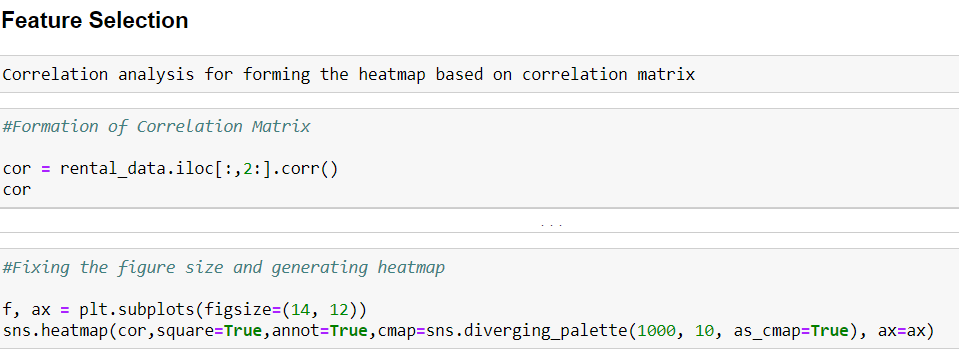 Feature Selection
Correlation analysis for forming the heatmap based on correlation matrix
#Formation of Correlation Matrix
cor = rental_data.iloc[:,2:].corr()
cor
...
#Fixing the figure size and generating heatmap
f, ax = plt.subplots(figsize=(14, 12))
sns.heatmap(cor,square=True,annot=True,cmap=sns.diverging_palette(1000, 10, as_cmap=True), ax=ax)